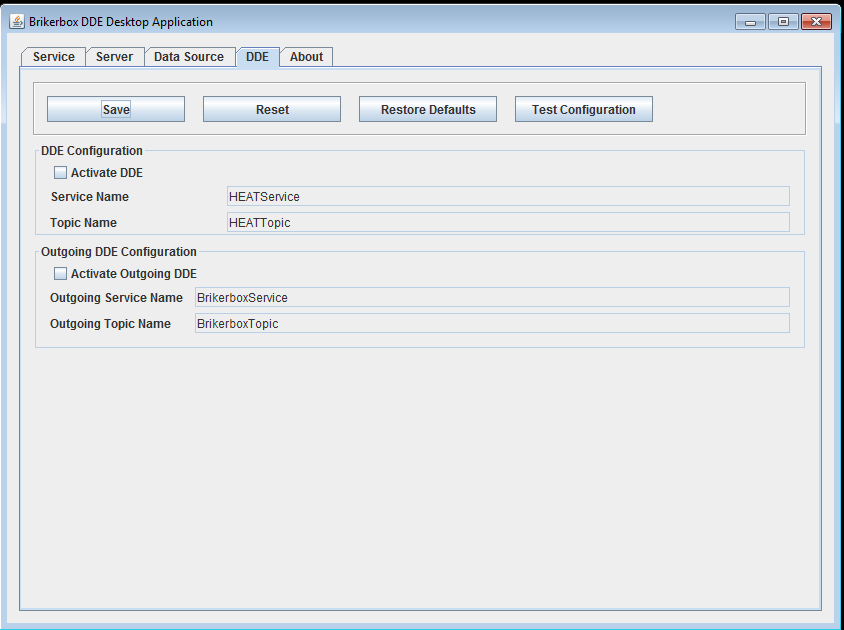 Brikerbox DDE Desktop Application
Service Server Data Source DDE About
Save Reset Restore Defaults Test Configuration
DDE Configuration
Activate DDE
Service Name HEATService
Topic Name HEATTopic
Outgoing DDE Configuration
Activate Outgoing DDE
Outgoing Service Name BrikerboxService
Outgoing Topic Name BrikerboxTopic